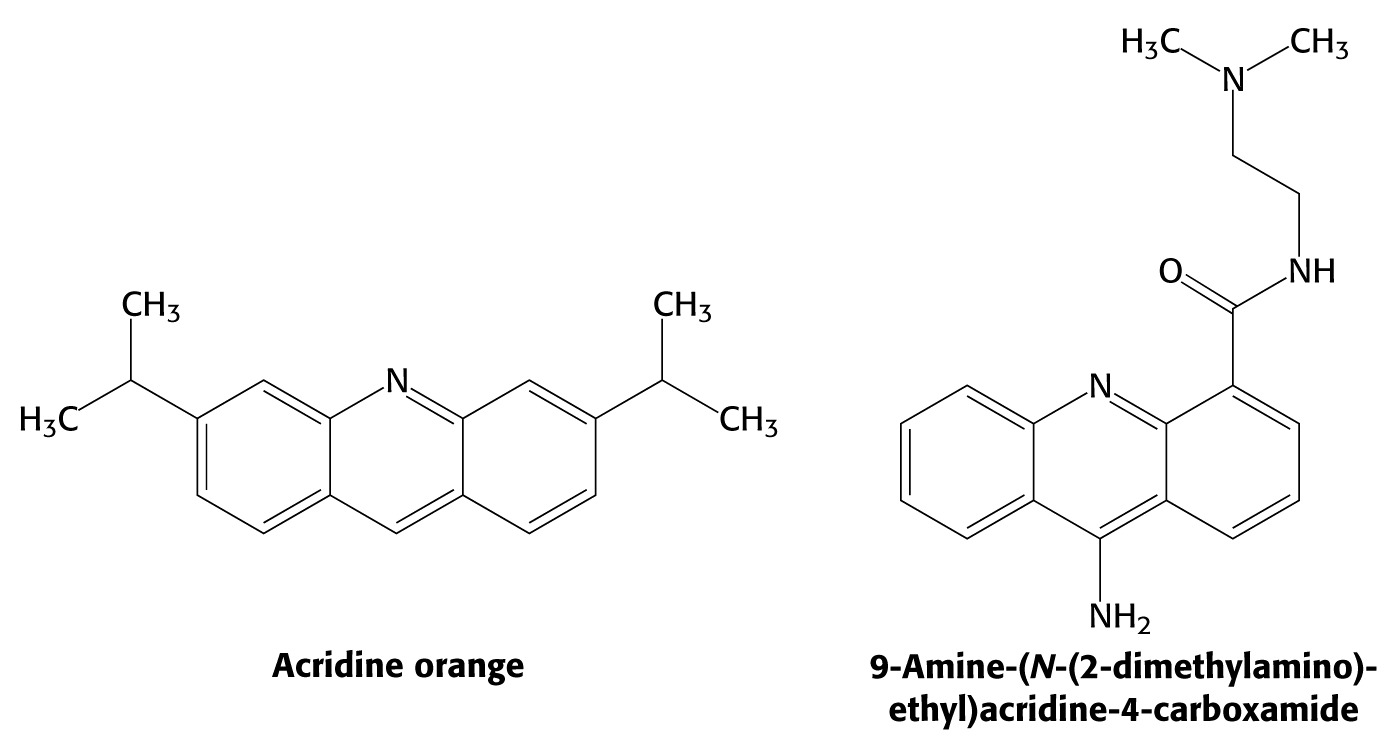 H₃C
CH₃
N
O
NH
CH₃
H₃C
N
CH₃
CH₃
N
NH₂
Acridine orange
9-Amine-(N-(2-dimethylamino)-
ethyl)acridine-4-carboxamide